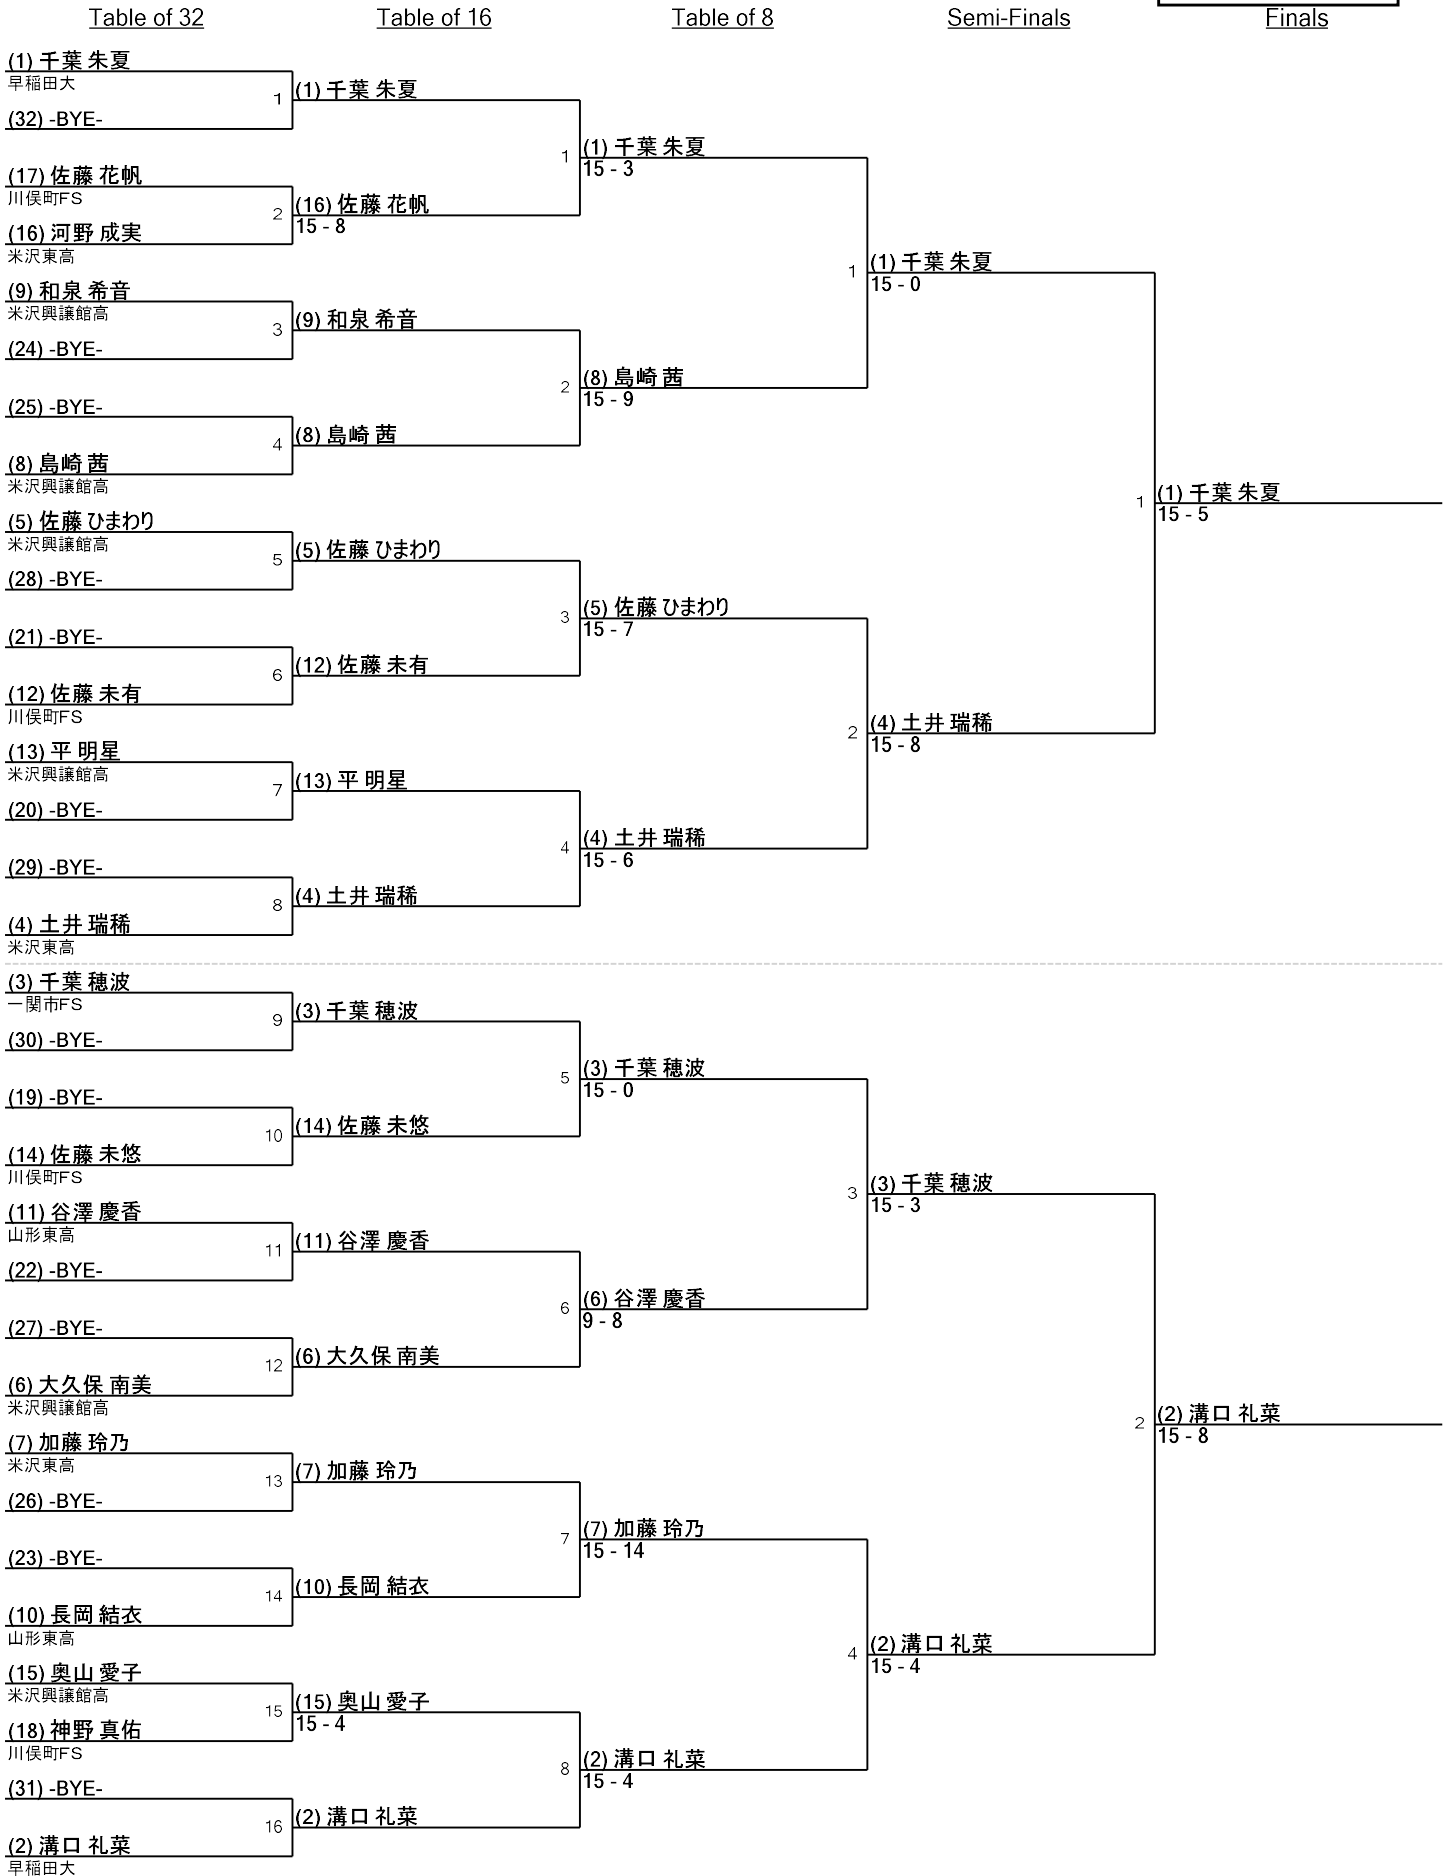 Table of 32
Table of 16
Table of 8
Semi-Finals
Finals
(1) 千葉 朱夏
早稲田大
1
(32) -BYE-
(17) 佐藤 花帆
川俣町FS
2
(16) 河野 成実
米沢東高
(9) 和泉 希音
米沢興譲館高
3
(24) -BYE-
(25) -BYE-
4
(8) 島崎 茜
米沢興譲館高
(5) 佐藤 ひまわり
米沢興譲館高
5
(28) -BYE-
(21) -BYE-
6
(12) 佐藤 未有
川俣町FS
(13) 平 明星
米沢興譲館高
7
(20) -BYE-
(29) -BYE-
8
(4) 土井 瑞稀
米沢東高
(3) 千葉 穂波
一関市FS
9
(30) -BYE-
(19) -BYE-
10
(14) 佐藤 未悠
川俣町FS
(11) 谷澤 慶香
山形東高
11
(22) -BYE-
(27) -BYE-
12
(6) 大久保 南美
米沢興譲館高
(7) 加藤 玲乃
米沢東高
13
(26) -BYE-
(23) -BYE-
14
(10) 長岡 結衣
山形東高
(15) 奥山 愛子
米沢興譲館高
15
(18) 神野 真佑
川俣町FS
(31) -BYE-
16
(2) 溝口 礼菜
早稲田大
(1) 千葉 朱夏
1
(16) 佐藤 花帆
15 - 8
(9) 和泉 希音
2
(8) 島崎 茜
(5) 佐藤 ひまわり
3
(12) 佐藤 未有
(13) 平 明星
4
(4) 土井 瑞稀
(3) 千葉 穂波
5
(14) 佐藤 未悠
(11) 谷澤 慶香
6
(6) 大久保 南美
(7) 加藤 玲乃
7
(10) 長岡 結衣
(15) 奥山 愛子
15 - 4
8
(2) 溝口 礼菜
(1) 千葉 朱夏
15 - 3
1
(8) 島崎 茜
15 - 9
(5) 佐藤 ひまわり
15 - 7
2
(4) 土井 瑞稀
15 - 6
(3) 千葉 穂波
15 - 0
3
(6) 谷澤 慶香
9 - 8
(7) 加藤 玲乃
15 - 14
4
(2) 溝口 礼菜
15 - 4
(1) 千葉 朱夏
15 - 0
1
(4) 土井 瑞稀
15 - 8
(3) 千葉 穂波
15 - 3
2
(2) 溝口 礼菜
15 - 4
(1) 千葉 朱夏
15 - 5
(2) 溝口 礼菜
15 - 8